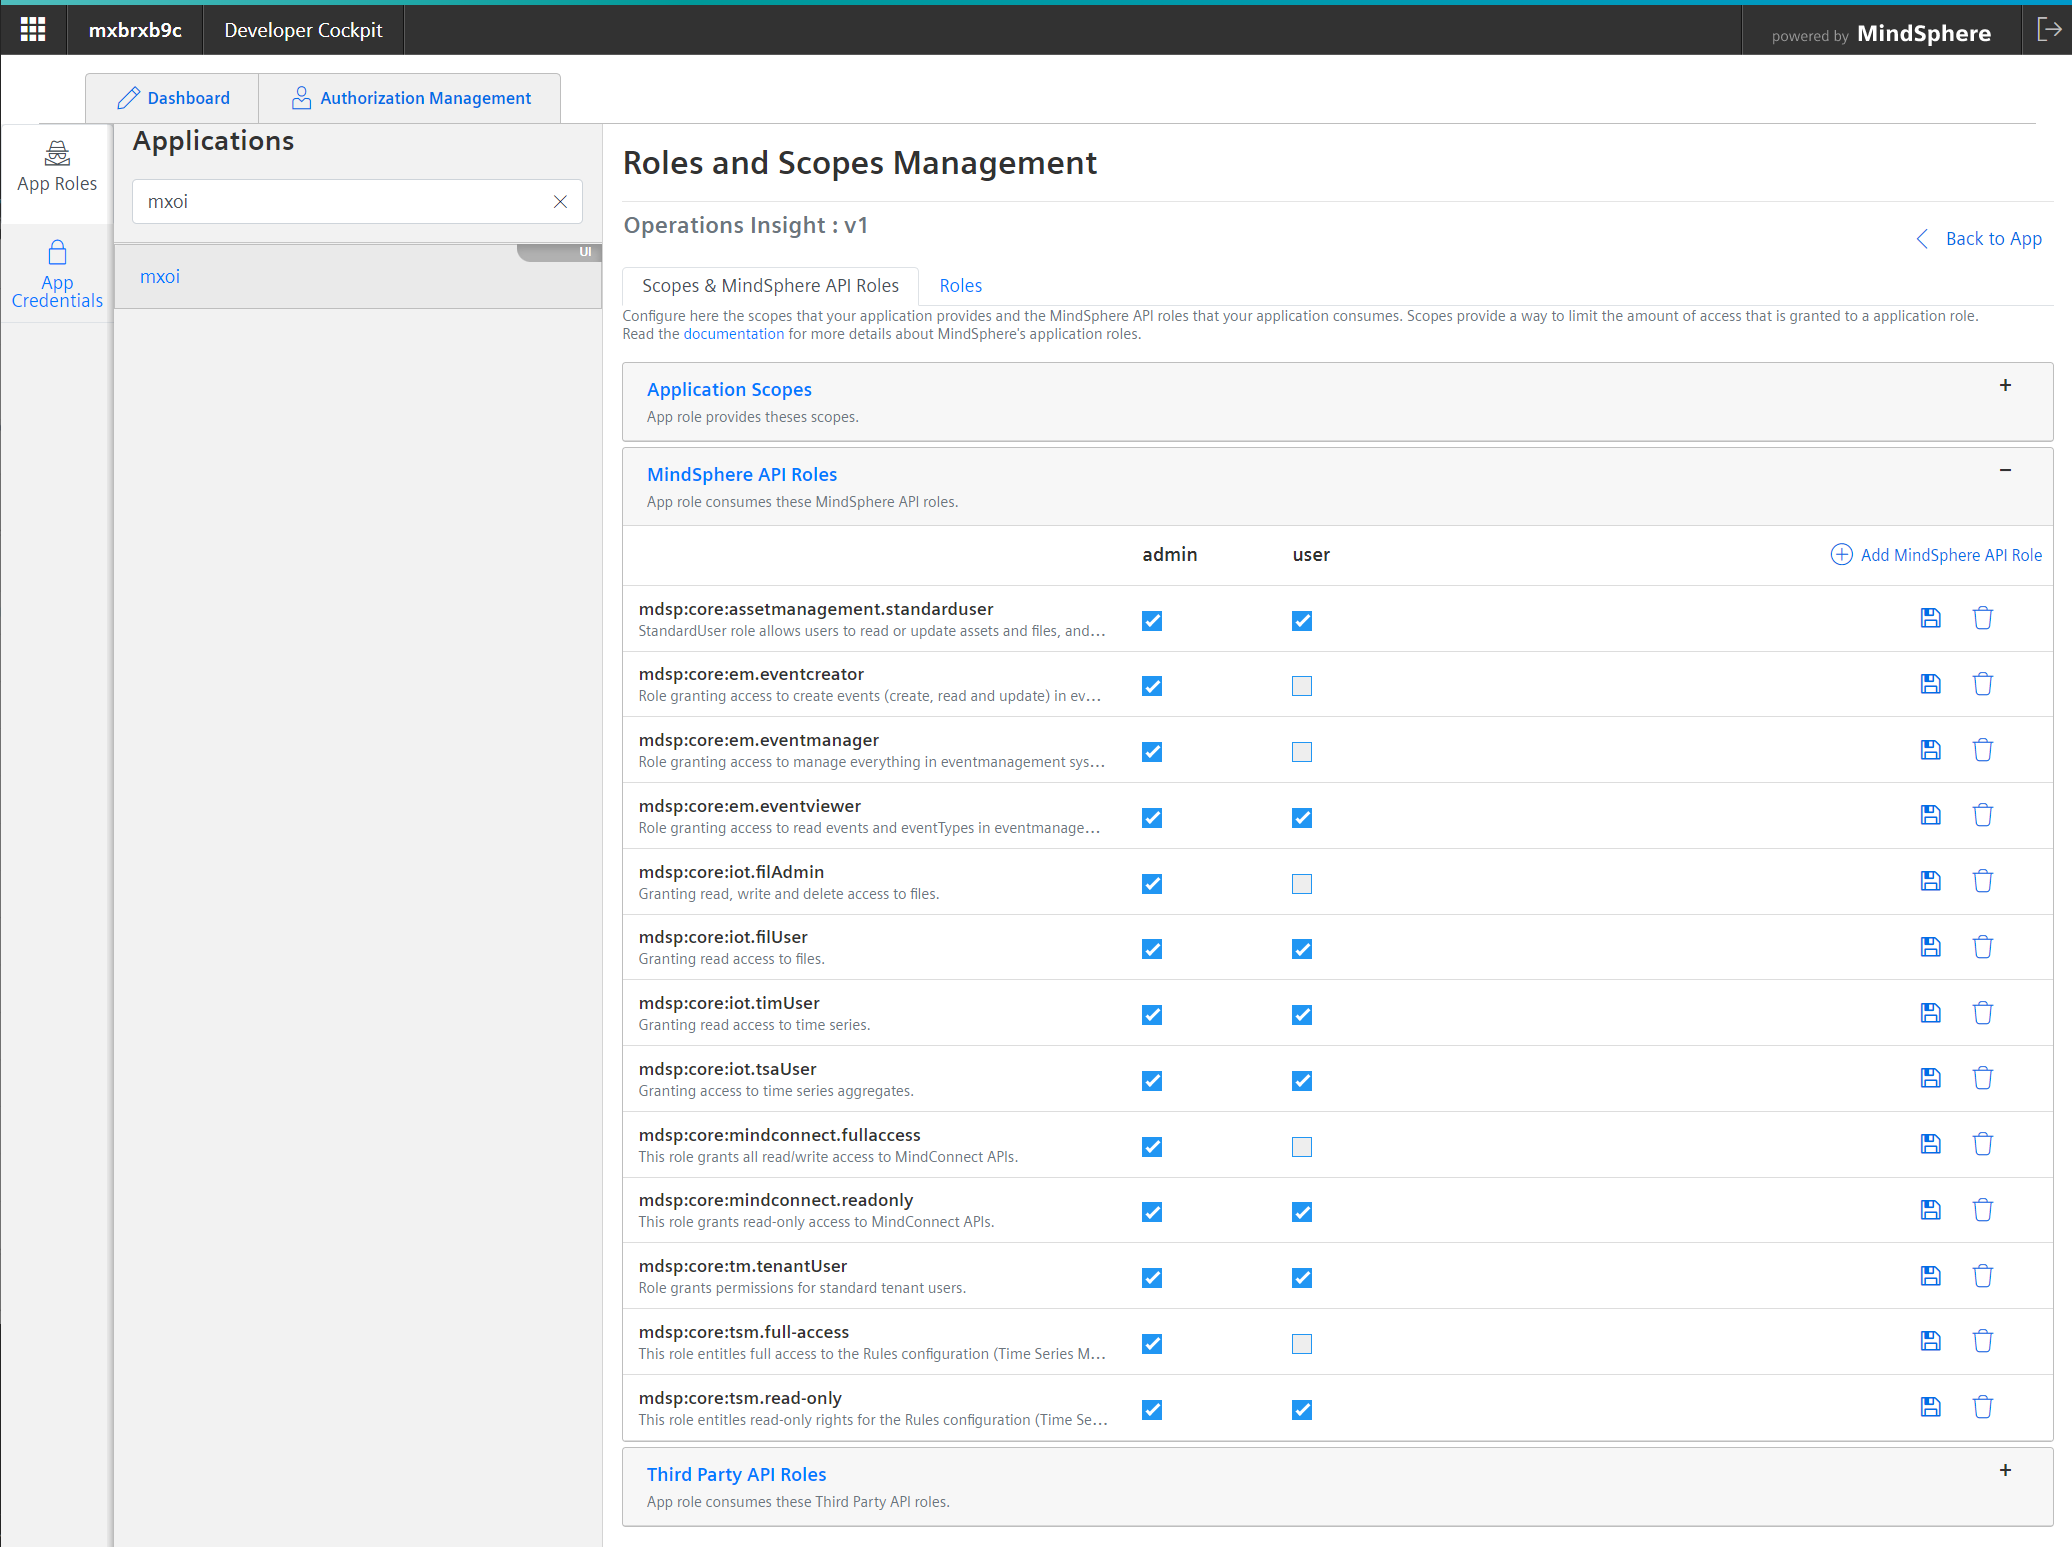 mxbrxb9c
Developer Cockpit
powered by MindSphere
Dashboard
Authorization Management
App Roles
App
Credentials
Applications
mxoi
UI
mxoi
Roles and Scopes Management
Operations Insight : v1
Back to App
Scopes & MindSphere API Roles
Roles
Configure here the scopes that your application provides and the MindSphere API roles that your application consumes. Scopes provide a way to limit the amount of access that is granted to a application role.
Read the documentation for more details about MindSphere's application roles.
Application Scopes
+
App role provides theses scopes.
MindSphere API Roles
−
App role consumes these MindSphere API roles.
admin
user
Add MindSphere API Role
mdsp:core:assetmanagement.standarduser
StandardUser role allows users to read or update assets and files, and...
mdsp:core:em.eventcreator
Role granting access to create events (create, read and update) in ev...
mdsp:core:em.eventmanager
Role granting access to manage everything in eventmanagement sys...
mdsp:core:em.eventviewer
Role granting access to read events and eventTypes in eventmanage...
mdsp:core:iot.filAdmin
Granting read, write and delete access to files.
mdsp:core:iot.filUser
Granting read access to files.
mdsp:core:iot.timUser
Granting read access to time series.
mdsp:core:iot.tsaUser
Granting access to time series aggregates.
mdsp:core:mindconnect.fullaccess
This role grants all read/write access to MindConnect APIs.
mdsp:core:mindconnect.readonly
This role grants read-only access to MindConnect APIs.
mdsp:core:tm.tenantUser
Role grants permissions for standard tenant users.
mdsp:core:tsm.full-access
This role entitles full access to the Rules configuration (Time Series M...
mdsp:core:tsm.read-only
This role entitles read-only rights for the Rules configuration (Time Se...
Third Party API Roles
+
App role consumes these Third Party API roles.